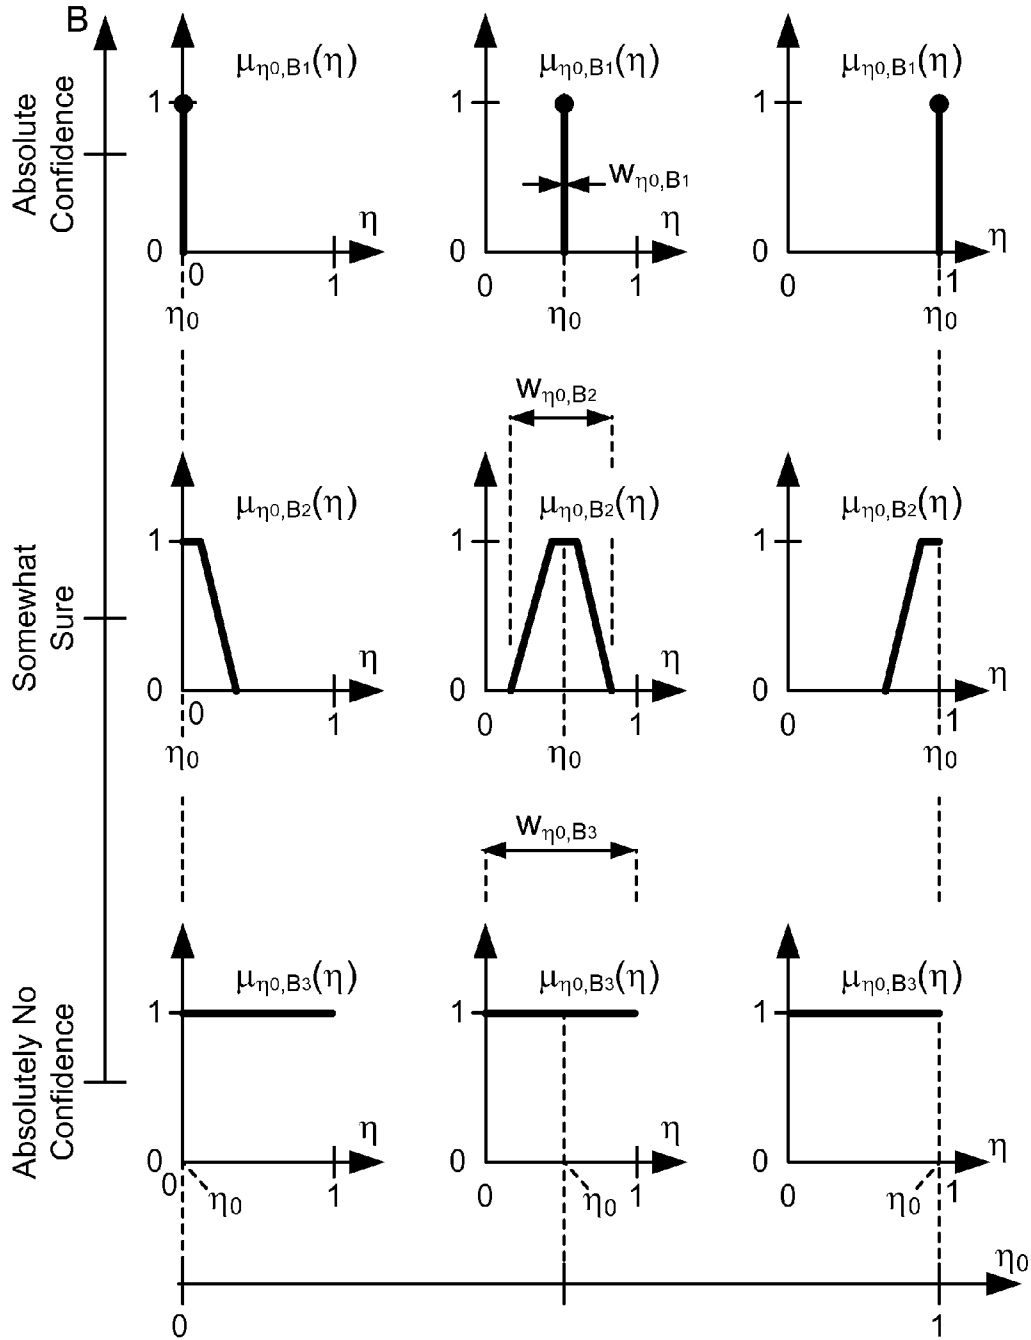 B
Absolute
Confidence
μη0,B1(η)
1
0
η
0
1
η0
μη0,B1(η)
1
wη0,B1
0
η
0
1
η0
μη0,B1(η)
1
0
η
0
1
η0
Somewhat
Sure
μη0,B2(η)
1
0
η
0
1
η0
wη0,B2
μη0,B2(η)
1
0
η
0
1
η0
μη0,B2(η)
1
0
η
0
1
η0
Absolutely No
Confidence
μη0,B3(η)
1
0
η
0
η0
1
wη0,B3
μη0,B3(η)
1
0
η
0
η0
1
μη0,B3(η)
1
0
η
0
η0
1
η0
0
1